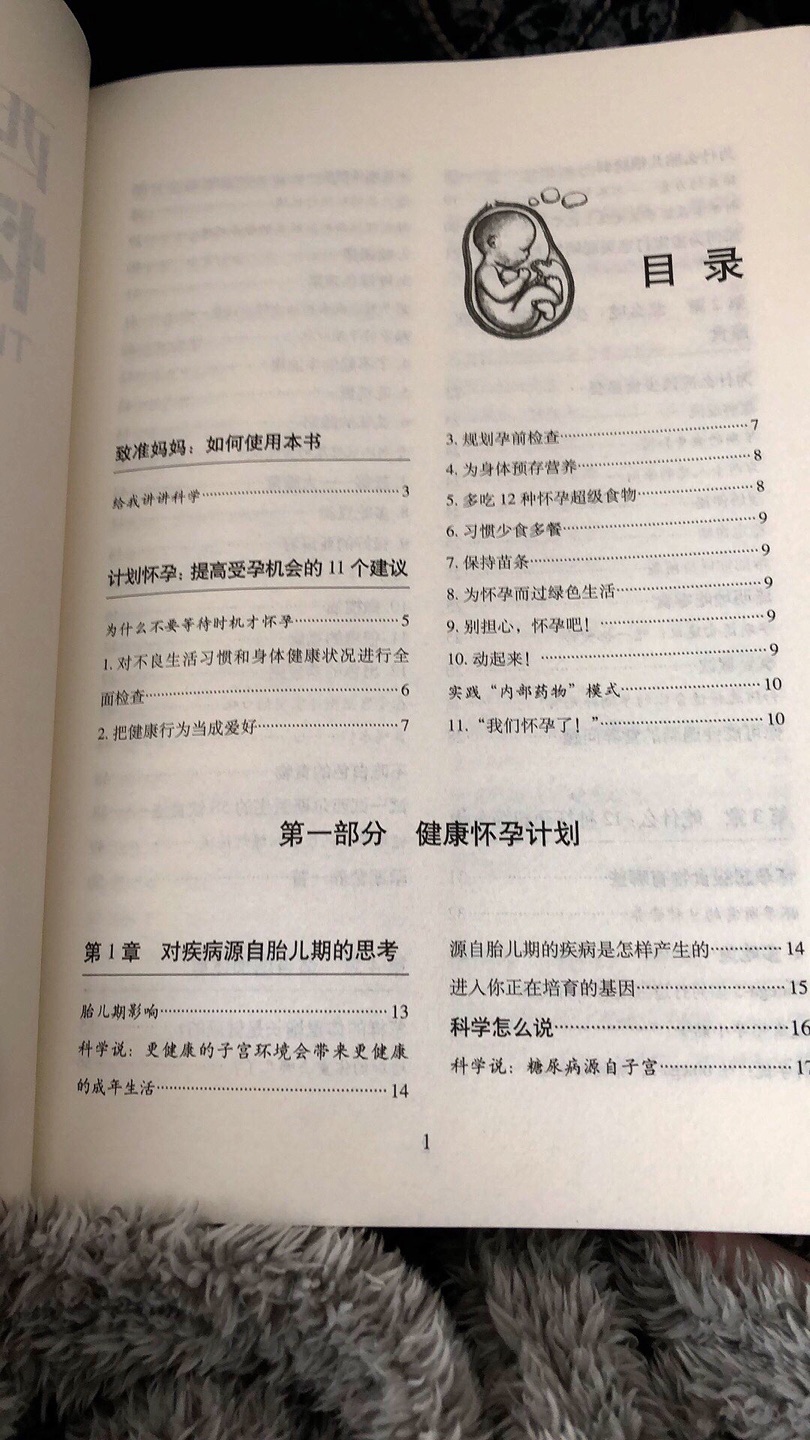 目 录
致准妈妈：如何使用本书
给我讲讲科学……………………………3
计划怀孕：提高受孕机会的 11 个建议
为什么不要等待时机才怀孕……………5
1. 对不良生活习惯和身体健康状况进行全
面检查……………………………………6
2. 把健康行为当成爱好…………………7
3. 规划孕前检查…………………………7
4. 为身体预存营养………………………8
5. 多吃 12 种怀孕超级食物……………8
6. 习惯少食多餐…………………………9
7. 保持苗条………………………………9
8. 为怀孕而过绿色生活…………………9
9. 别担心，怀孕吧！……………………9
10. 动起来！……………………………9
实践“内部药物”模式…………………10
11. “我们怀孕了！”……………………10
第一部分 健康怀孕计划
第 1 章 对疾病源自胎儿期的思考
胎儿期影响………………………………13
科学说：更健康的子宫环境会带来更健康
的成年生活………………………………14
源自胎儿期的疾病是怎样产生的…………14
进入你正在培育的基因……………………15
科学怎么说…………………………………16
科学说：糖尿病源自子宫…………………17
1